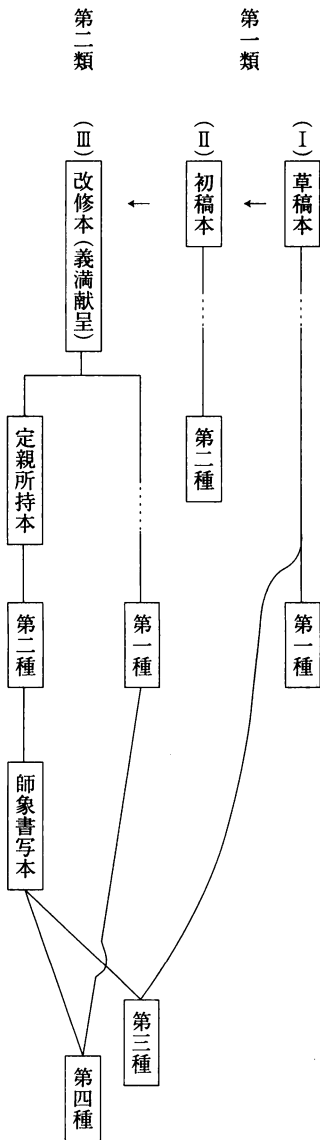 第一類
(Ⅰ)草稿本
第一種
(Ⅱ)初稿本
第二種
第二類
(Ⅲ)改修本(義満献呈)
第一種
定親所持本
第二種
師象書写本
第三種
第四種